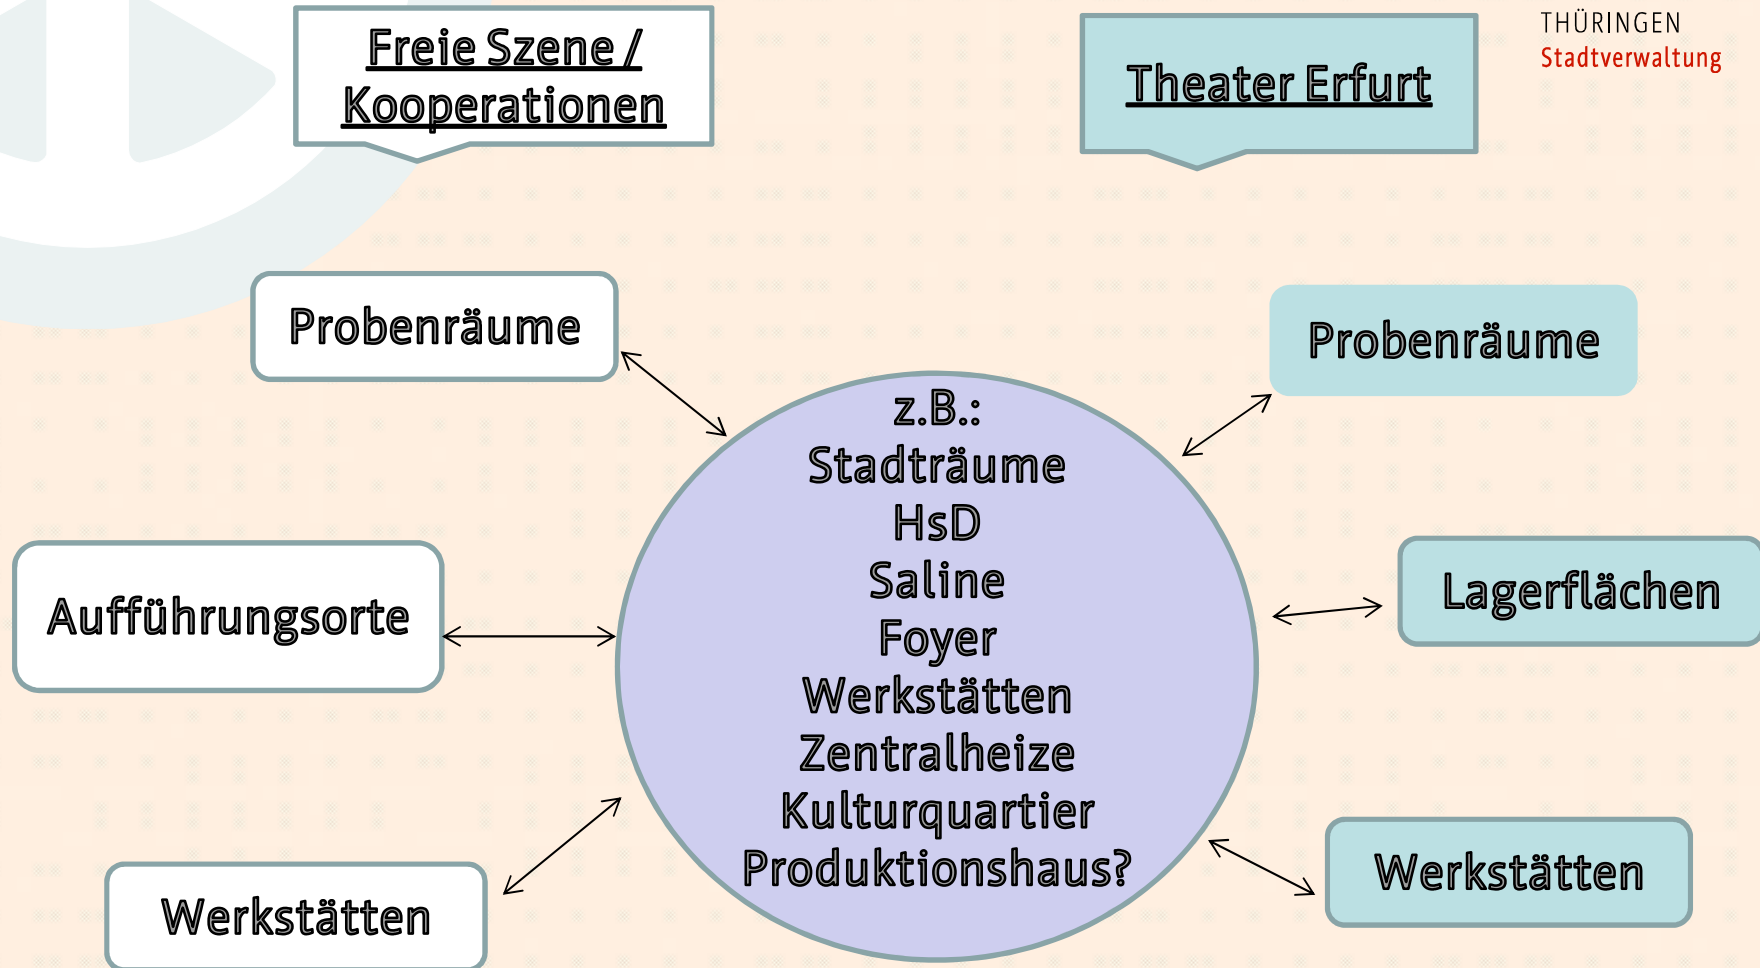 Freie Szene /
Kooperationen
Theater Erfurt
THÜRINGEN
Stadtverwaltung
Probenräume
Probenräume
z.B.:
Stadträume
HsD
Saline
Foyer
Werkstätten
Zentralheize
Kulturquartier
Produktionshaus?
Aufführungsorte
Lagerflächen
Werkstätten
Werkstätten